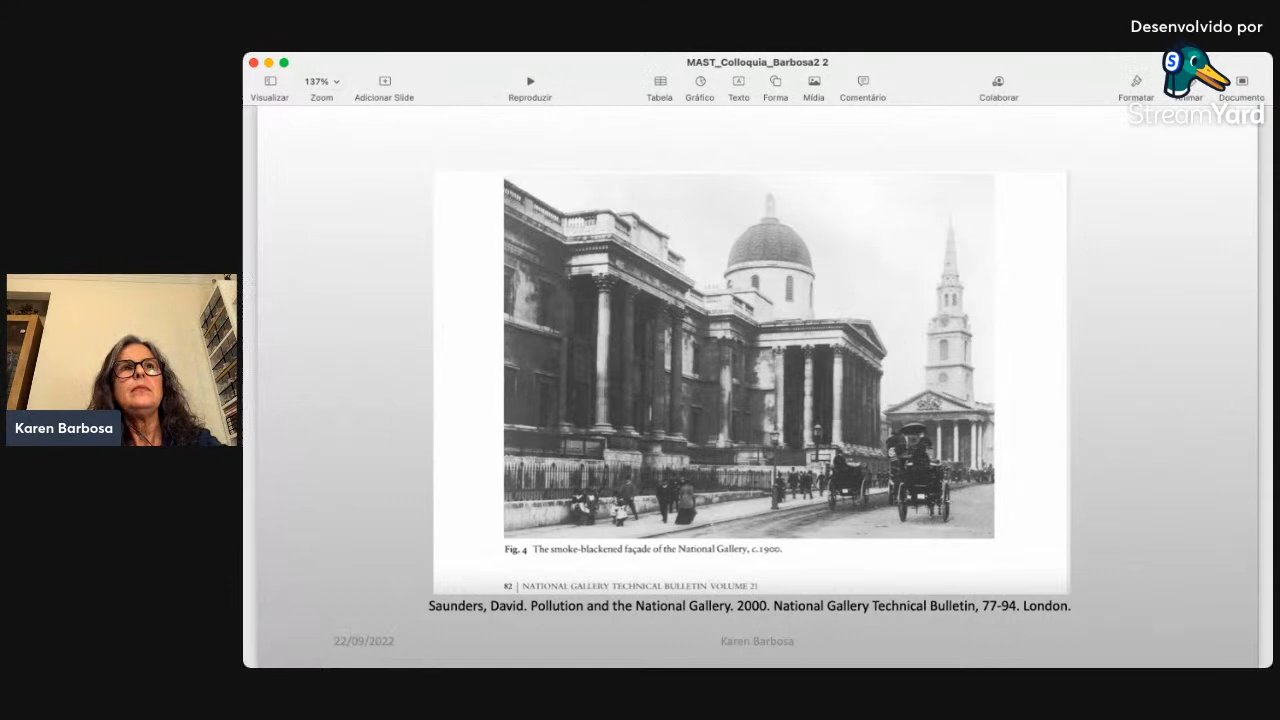 Desenvolvido por
StreamYard
S
MAST_Colloquia_Barbosa2 2
137%
Visualizar
Zoom
Adicionar Slide
Reproduzir
Tabela
Gráfico
Texto
Forma
Mídia
Comentário
Colaborar
Formatar
Animar
Documento
Fig. 4 The smoke-blackened façade of the National Gallery, c.1900.
82 | NATIONAL GALLERY TECHNICAL BULLETIN VOLUME 21
Saunders, David. Pollution and the National Gallery. 2000. National Gallery Technical Bulletin, 77-94. London.
22/09/2022
Karen Barbosa
Karen Barbosa